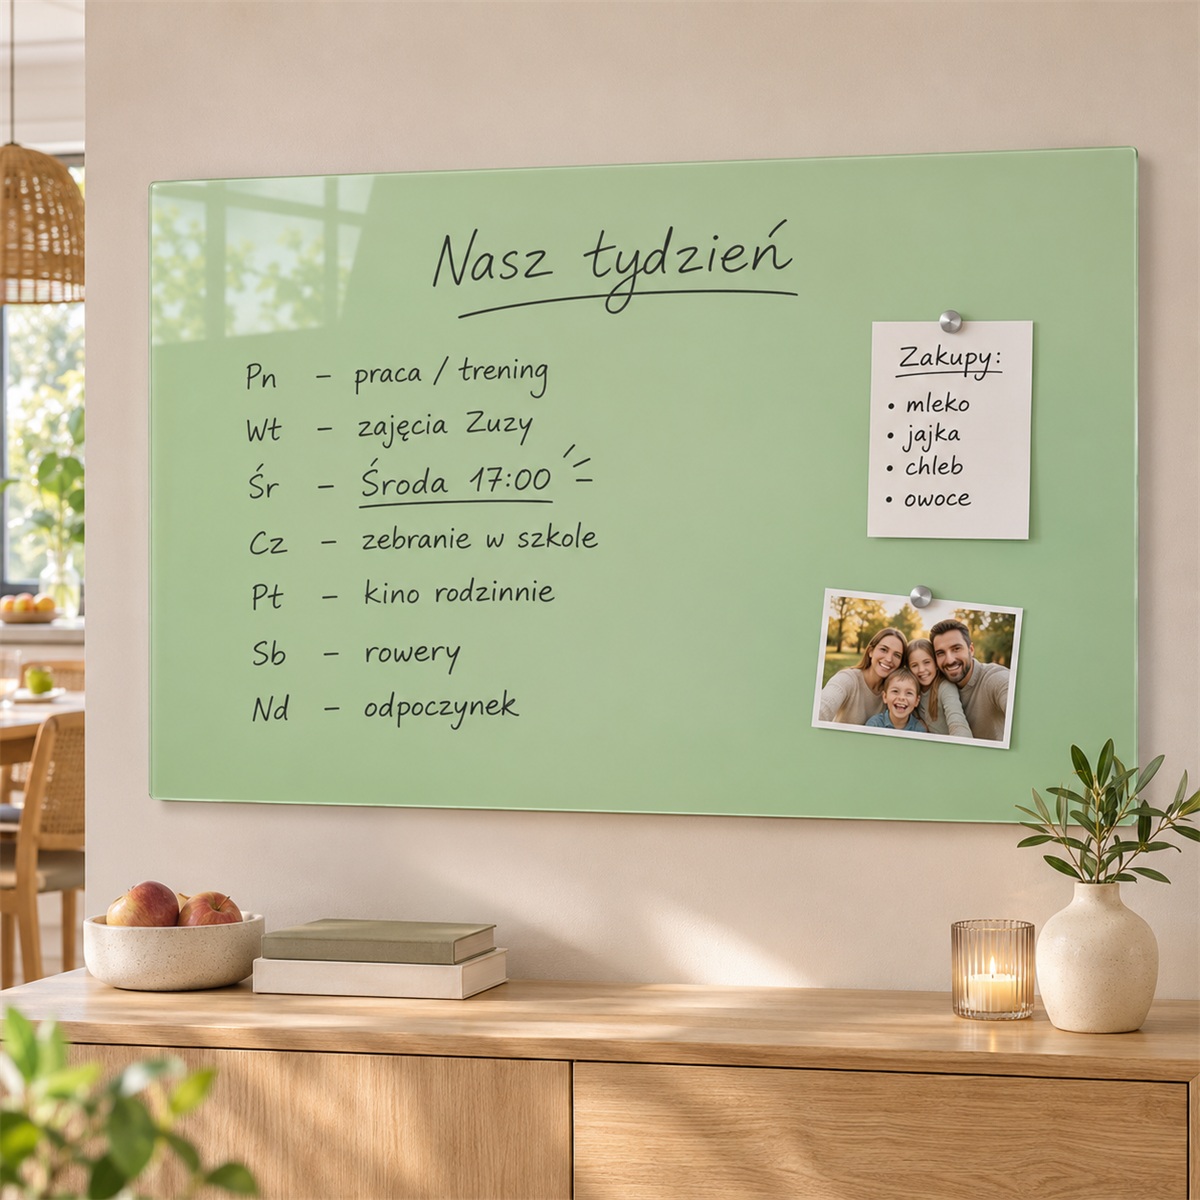 Nasz tydzień
Pn – praca / trening
Wt – zajęcia Zuzy
Śr – Środa 17:00
Cz – zebranie w szkole
Pt – kino rodzinnie
Sb – rowery
Nd – odpoczynek
Zakupy:
• mleko
• jajka
• chleb
• owoce